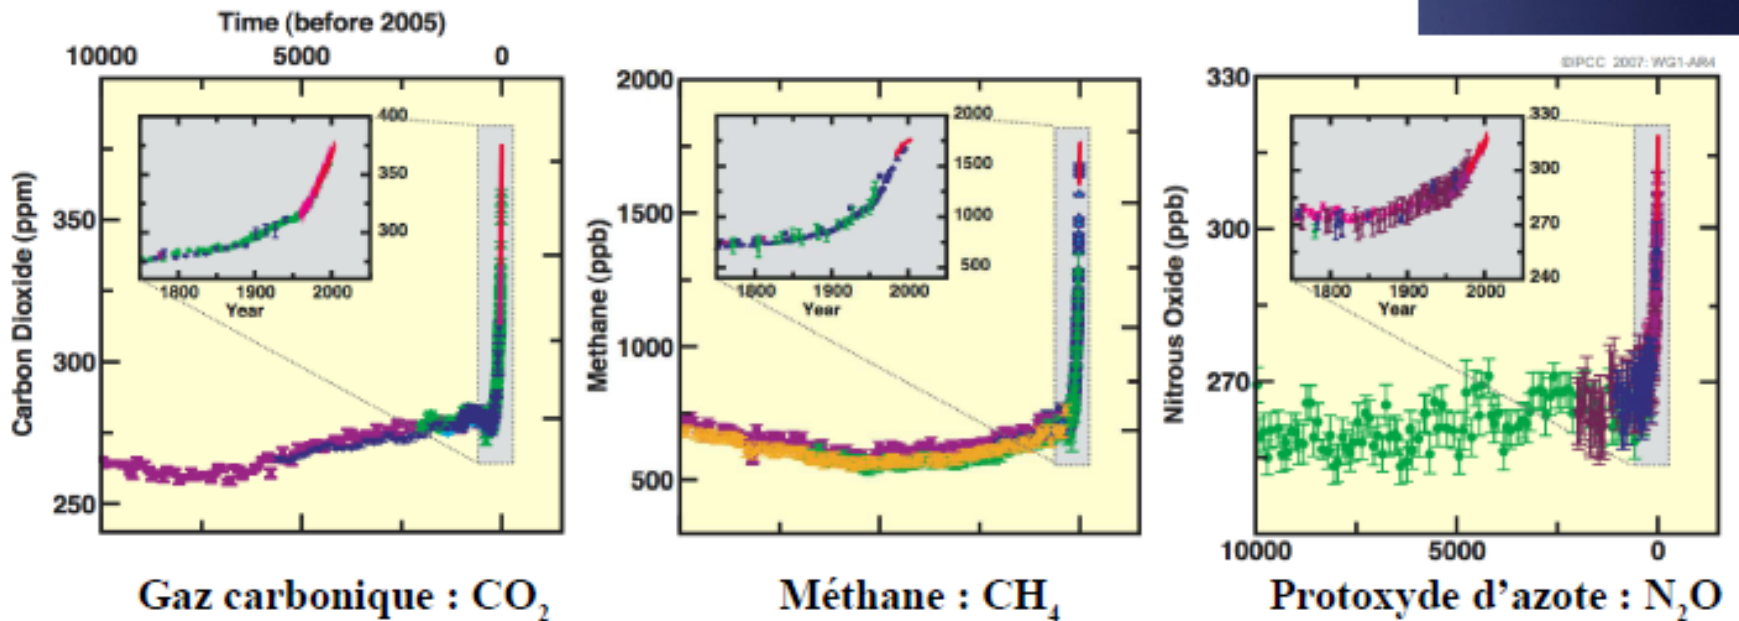 Time (before 2005)
10000 5000 0
Carbon Dioxide (ppm)
350
300
250
400
350
300
1800 1900 2000
Year
Gaz carbonique : CO₂
2000
1500
1000
500
Methane (ppb)
2000
1500
1000
500
1800 1900 2000
Year
Méthane : CH₄
©IPCC 2007: WG1-AR4
330
300
270
Nitrous Oxide (ppb)
330
300
270
240
1800 1900 2000
Year
10000 5000 0
Protoxyde d’azote : N₂O